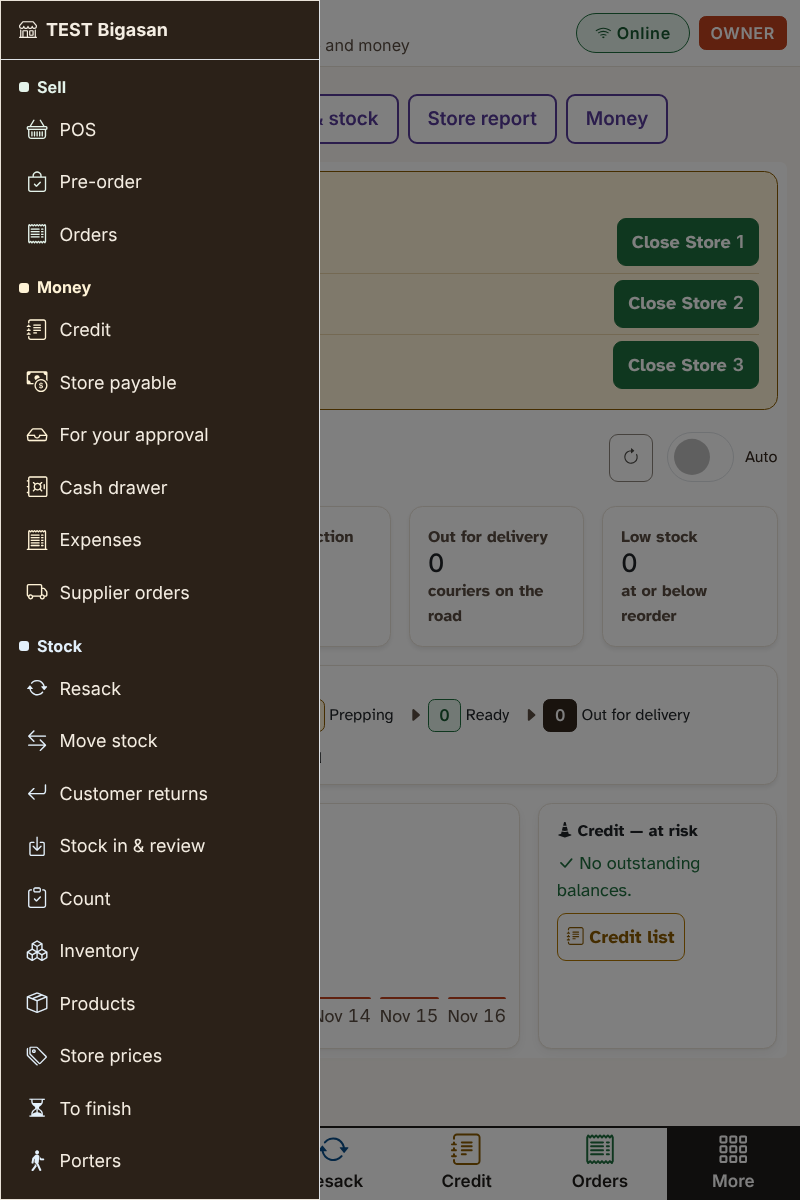 TEST Bigasan
Sell
POS
Pre-order
Orders
Money
Credit
Store payable
For your approval
Cash drawer
Expenses
Supplier orders
Stock
Resack
Move stock
Customer returns
Stock in & review
Count
Inventory
Products
Store prices
To finish
Porters
and money
Online
OWNER
stock
Store report
Money
Close Store 1
Close Store 2
Close Store 3
Auto
Out for delivery
0
couriers on the
road
Low stock
0
at or below
reorder
Prepping
0 Ready
0 Out for delivery
Credit — at risk
No outstanding
balances.
Credit list
Nov 14 Nov 15 Nov 16
Credit
Orders
More